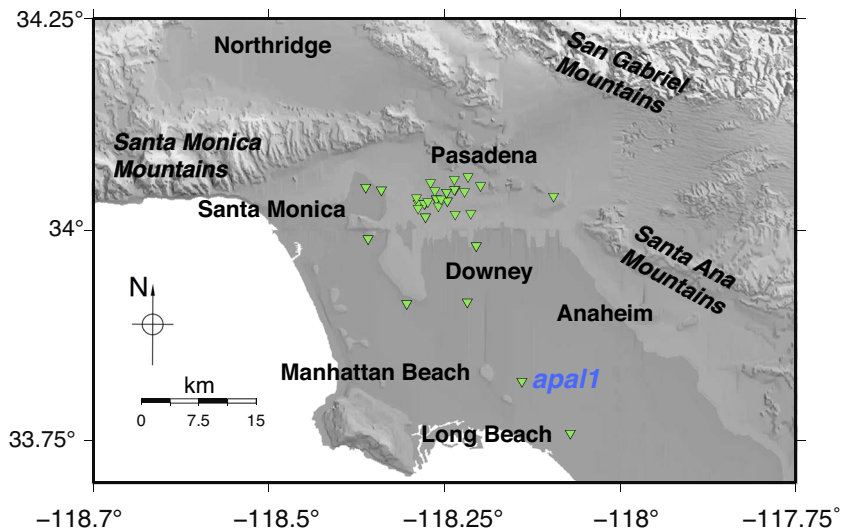 34.25°
Northridge
San Gabriel
Mountains
Santa Monica
Mountains
Pasadena
Santa Monica
34°
Santa Ana
Mountains
Downey
N
Anaheim
Manhattan Beach
apal1
km
0 7.5 15
Long Beach
33.75°
−118.7° −118.5° −118.25° −118° −117.75°